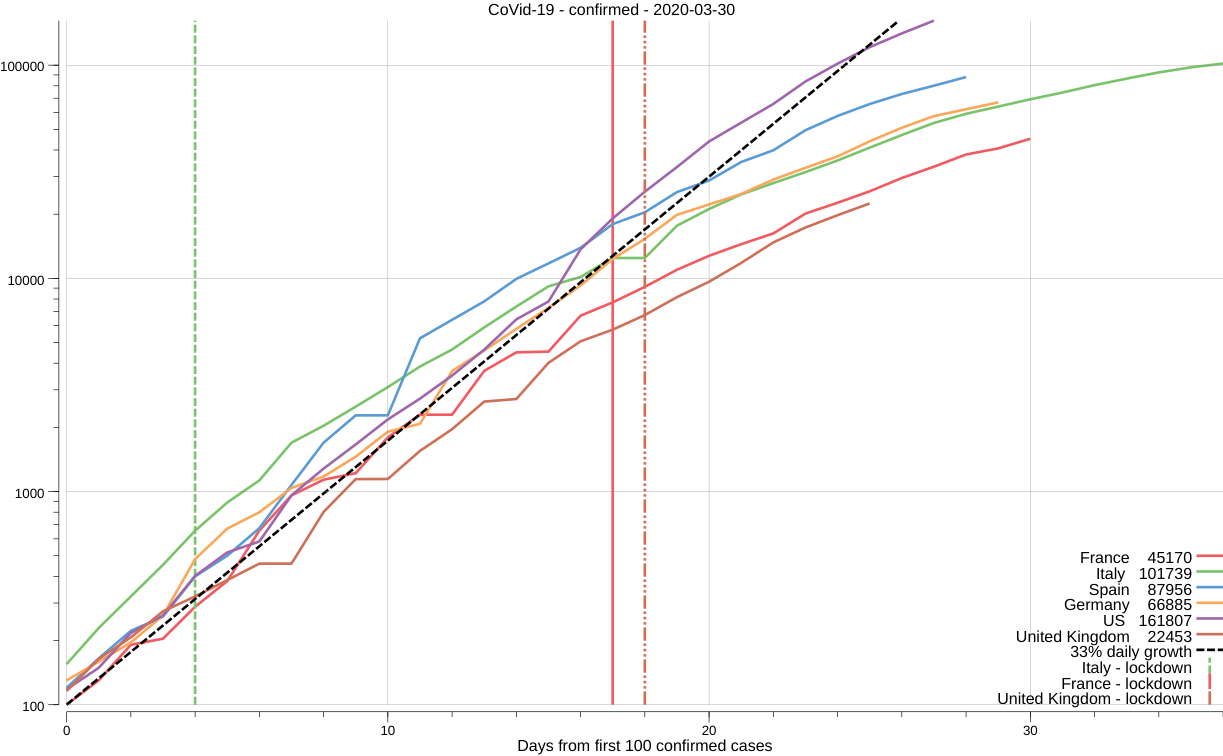 CoVid-19 - confirmed - 2020-03-30
100000
10000
1000
100
France 45170
Italy 101739
Spain 87956
Germany 66885
US 161807
United Kingdom 22453
33% daily growth
Italy - lockdown
France - lockdown
United Kingdom - lockdown
0 10 20 30
Days from first 100 confirmed cases